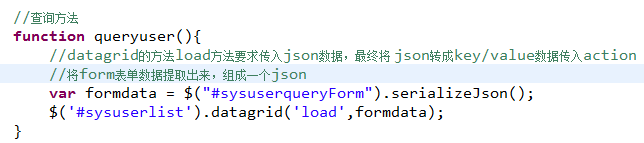 //查询方法
function queryuser(){
//datagrid的方法load方法要求传入json数据，最终将 json转成key/value数据传入action
//将form表单数据提取出来，组成一个json
var formdata = $("#sysuserqueryForm").serializeJson();
$('#sysuserlist').datagrid('load',formdata);
}